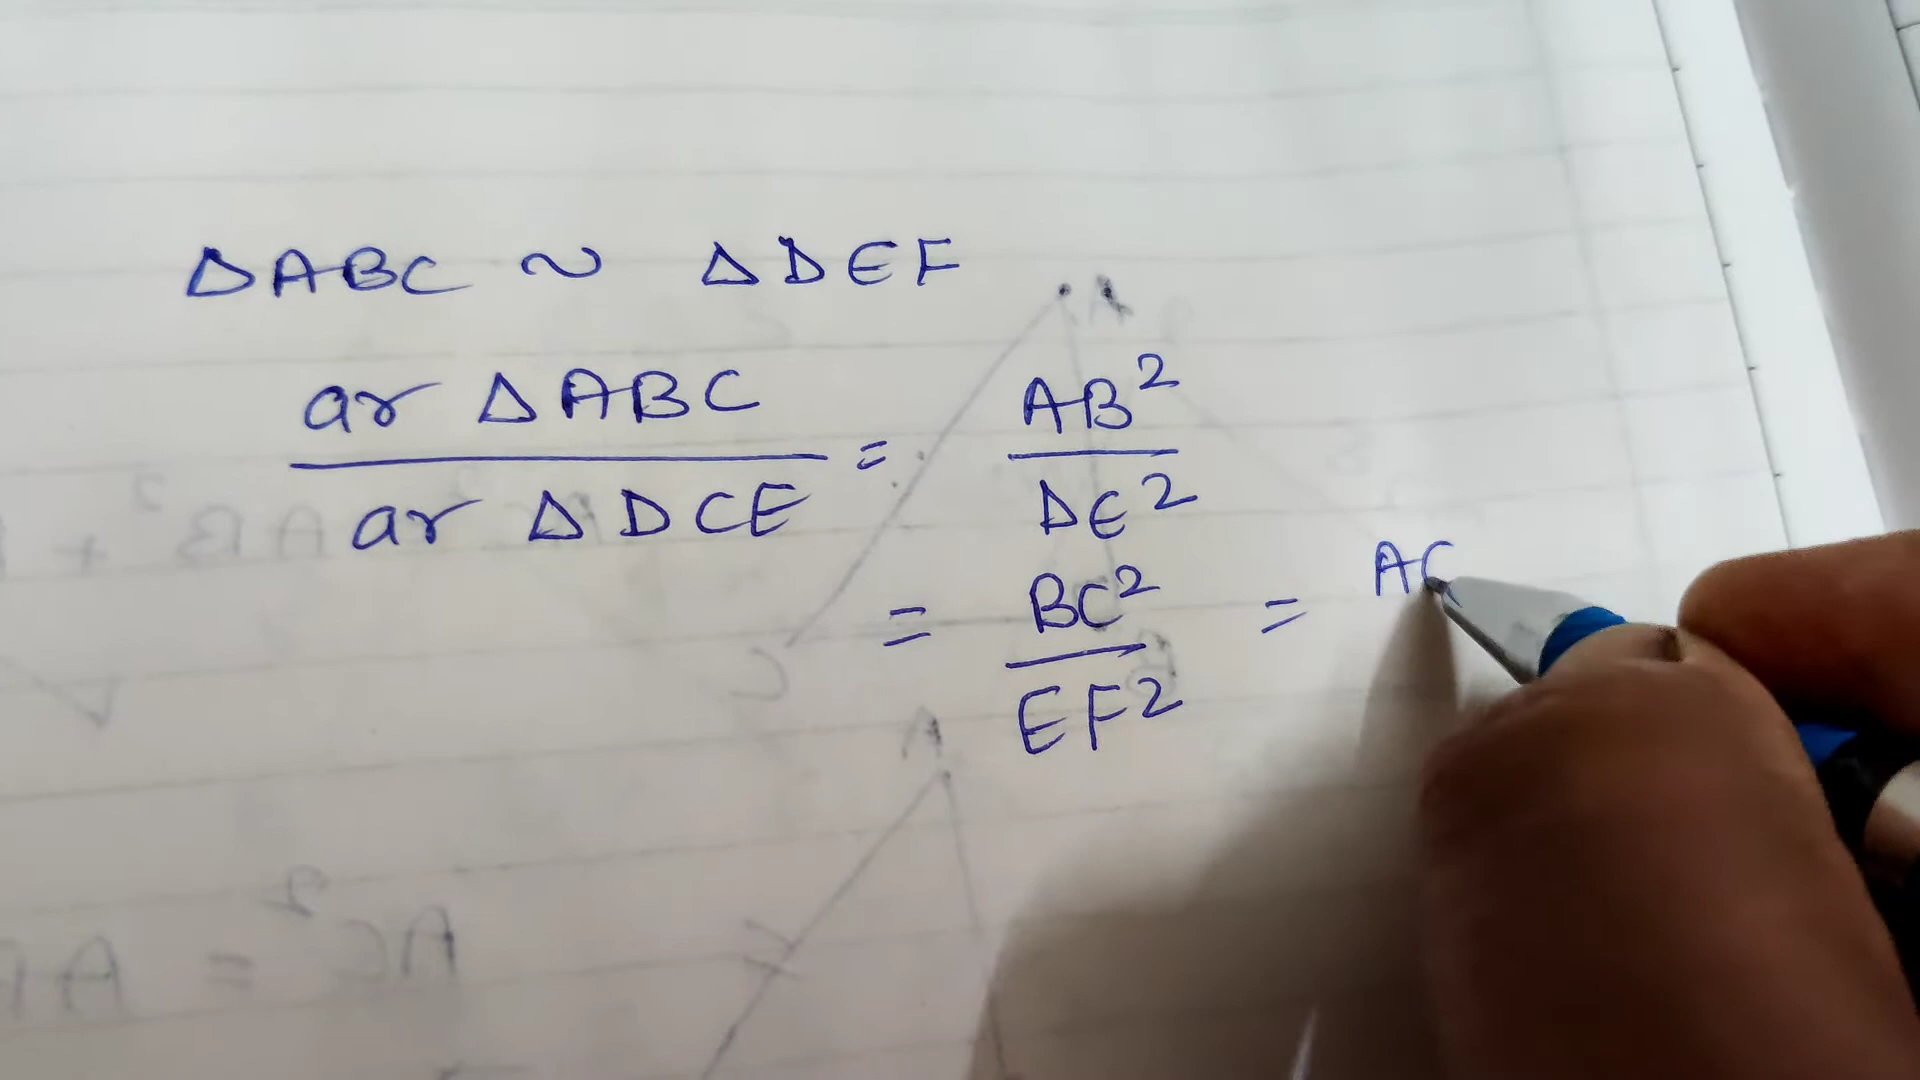 ΔABC ~ ΔDEF
ar ΔABC
ar ΔDCE
=
AB²
DE²
=
BC²
EF²
=
AC